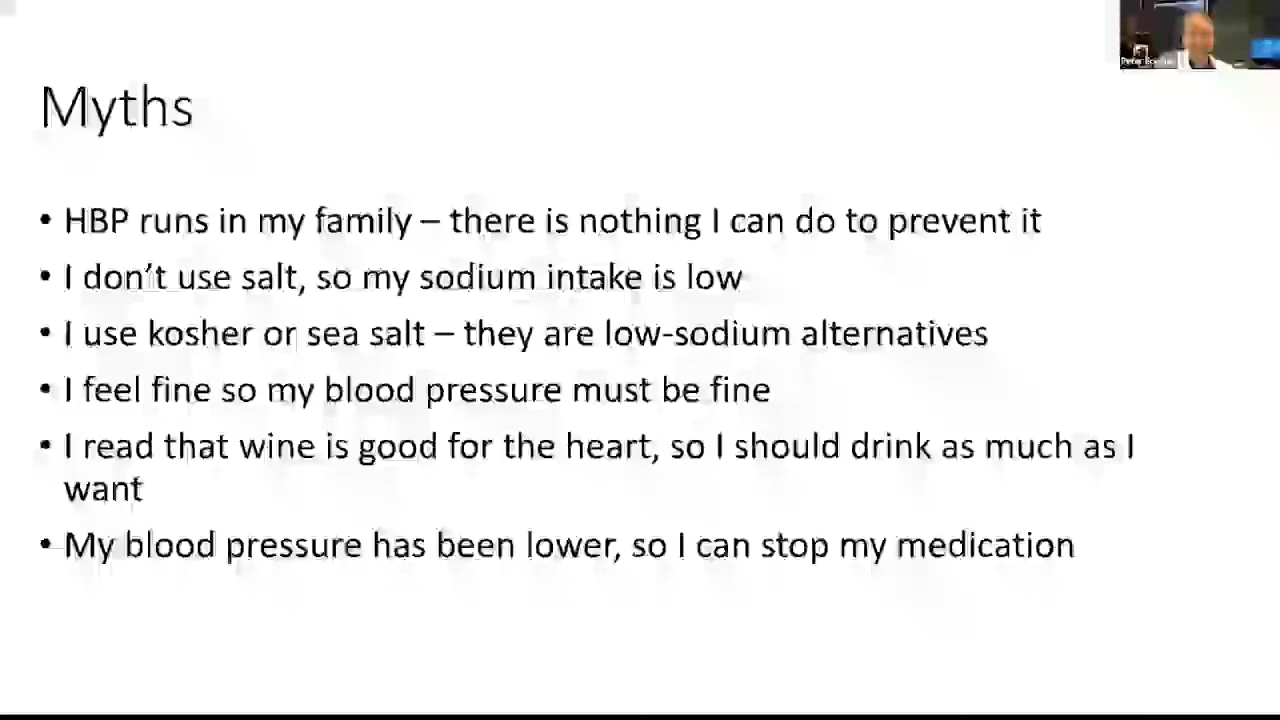 Myths
• HBP runs in my family – there is nothing I can do to prevent it
• I don’t use salt, so my sodium intake is low
• I use kosher or sea salt – they are low-sodium alternatives
• I feel fine so my blood pressure must be fine
• I read that wine is good for the heart, so I should drink as much as I
want
• My blood pressure has been lower, so I can stop my medication
Peter